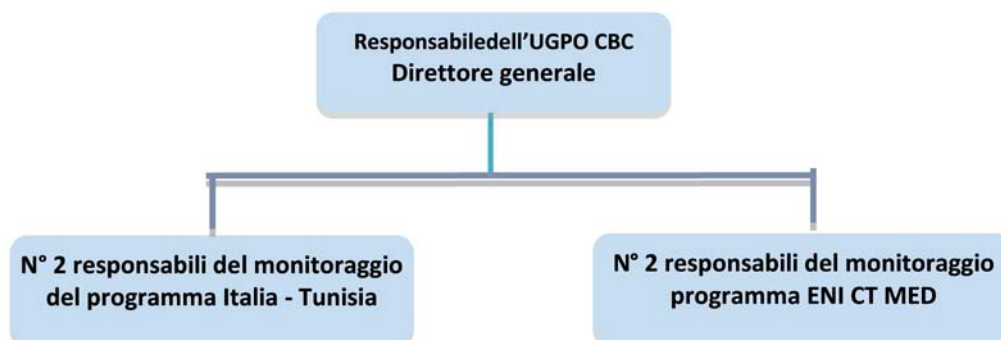 Responsabiledell’UGPO CBC
Direttore generale
N° 2 responsabili del monitoraggio
del programma Italia - Tunisia
N° 2 responsabili del monitoraggio
programma ENI CT MED